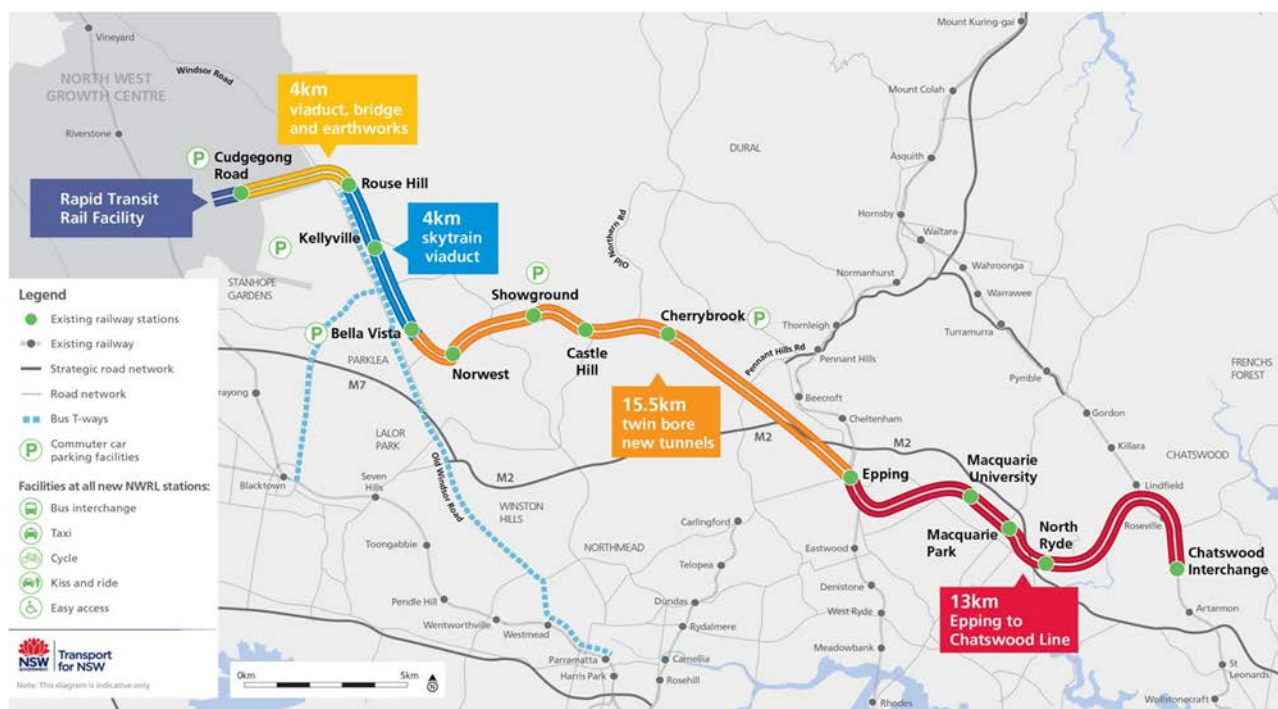 Vineyard
Windsor Road
NORTH WEST
GROWTH CENTRE
Riverstone
4km
viaduct, bridge
and earthworks
P
Cudgegong
Road
Rapid Transit
Rail Facility
Rouse Hill
Kellyville
P
4km
skytrain
viaduct
STANHOPE
GARDENS
P
Bella Vista
PARKLEA
Norwest
Showground
P
Castle
Hill
Cherrybrook
P
Old Northern Rd
DURAL
Mount Kuring-gai
Mount Colah
Asquith
Hornsby
Waitara
Wahroonga
Warrawee
Turramurra
Normanhurst
Thornleigh
Pennant Hills Rd
Pennant Hills
Pymble
Gordon
Killara
Lindfield
Roseville
FRENCHS
FOREST
CHATSWOOD
Beecroft
Cheltenham
M7
M2
M2
M2
15.5km
twin bore
new tunnels
LALOR
PARK
Old Windsor Road
WINSTON
HILLS
NORTHMEAD
Epping
Macquarie
University
Macquarie
Park
North
Ryde
Chatswood
Interchange
13km
Epping to
Chatswood Line
Artarmon
St
Leonards
Wollstonecraft
Carlingford
Telopea
Dundas
Rydalmere
Camellia
Rosehill
Eastwood
Denistone
West Ryde
Meadowbank
Rhodes
rayong
Blacktown
Seven
Hills
Toongabbie
Pendle Hill
Wentworthville
Westmead
Parramatta
Harris Park
Legend
Existing railway stations
Existing railway
Strategic road network
Road network
Bus T-ways
P
Commuter car
parking facilities
Facilities at all new NWRL stations:
Bus interchange
Taxi
Cycle
Kiss and ride
Easy access
NSW
GOVERNMENT
Transport
for NSW
Note: This diagram is indicative only
0km
5km
N